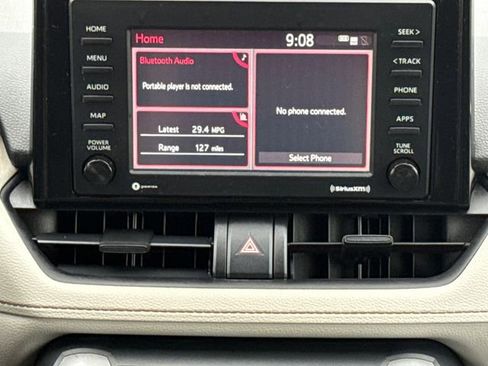 HOME
MENU
AUDIO
MAP
POWER
VOLUME
Home
9:08
Bluetooth Audio
Portable player is not connected.
Latest 29.4 MPG
Range 127 miles
No phone connected.
Select Phone
SEEK >
< TRACK
PHONE
APPS
TUNE
SCROLL
SiriusXM